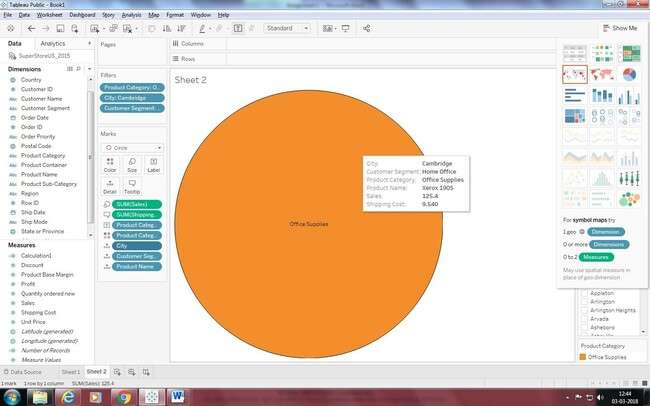 Tableau Public - Book1
File Data Worksheet Dashboard Story Analysis Map Format Window Help
Standard
Show Me
Data Analytics
SuperStoreUS_2015
Dimensions
Country
Customer ID
Customer Name
Customer Segment
Order Date
Order ID
Order Priority
Postal Code
Product Category
Product Container
Product Name
Product Sub-Category
Region
Row ID
Ship Date
Ship Mode
State or Province
Measures
Calculation1
Discount
Product Base Margin
Profit
Quantity ordered new
Sales
Shipping Cost
Unit Price
Latitude (generated)
Longitude (generated)
Number of Records
Measure Values
Pages
Filters
Product Category: O..
City: Cambridge
Customer Segment:
Marks
Circle
Color Size Label
Detail Tooltip
SUM(Sales)
SUM(Shipping
Product Categ..
Product Categ..
City
Customer Seg..
Product Name
Columns
Rows
Sheet 2
Office Supplies
City: Cambridge
Customer Segment: Home Office
Product Category: Office Supplies
Product Name: Xerox 1905
Sales: 125.4
Shipping Cost: 9.540
For symbol maps try
1 geo Dimension
0 or more Dimensions
0 to 2 Measures
May use spatial measure in
place of geo dimension.
Appleton
Arlington
Arlington Heights
Arvada
Asheboro
Product Category
Office Supplies
Data Source Sheet 1 Sheet 2
1 mark 1 row by 1 column SUM(Sales): 125.4
12:44
03-03-2018